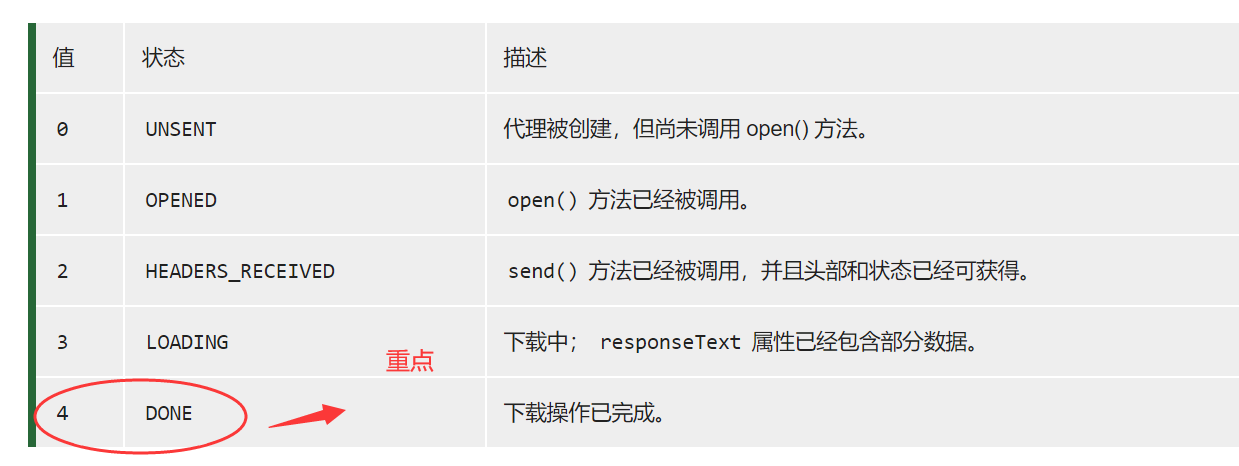 值 状态 描述
0 UNSENT 代理被创建，但尚未调用 open() 方法。
1 OPENED open() 方法已经被调用。
2 HEADERS_RECEIVED send() 方法已经被调用，并且头部和状态已经可获得。
3 LOADING 下载中； responseText 属性已经包含部分数据。
重点
4 DONE 下载操作已完成。